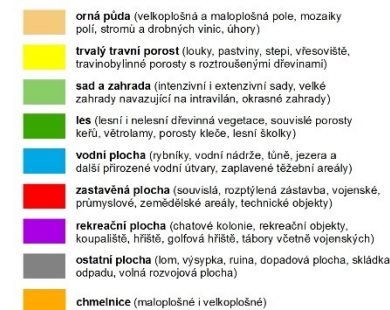 orná půda (velkoplošná a maloplošná pole, mozaiky
polí, stromů a drobných vinic, úhory)
trvalý travní porost (louky, pastviny, stepi, vřesoviště,
travinobylinné porosty s roztroušenými dřevinami)
sad a zahrada (intenzivní i extenzivní sady, velké
zahrady navazující na intravilán, okrasné zahrady)
les (lesní i nelesní dřevinná vegetace, souvislé porosty
keřů, větrolamy, porosty kleče, lesní školky)
vodní plocha (rybníky, vodní nádrže, tůně, jezera a
další přirozené vodní útvary, zaplavené těžební areály)
zastavěná plocha (souvislá, rozptýlená zástavba, vojenské,
průmyslové, zemědělské areály, technické objekty)
rekreační plocha (chatové kolonie, rekreační objekty,
koupaliště, hřiště, golfová hřiště, tábory včetně vojenských)
ostatní plocha (lom, výsypka, ruina, dopadová plocha, skládka
odpadu, volná rozvojová plocha)
chmelnice (maloplošné i velkoplošné)